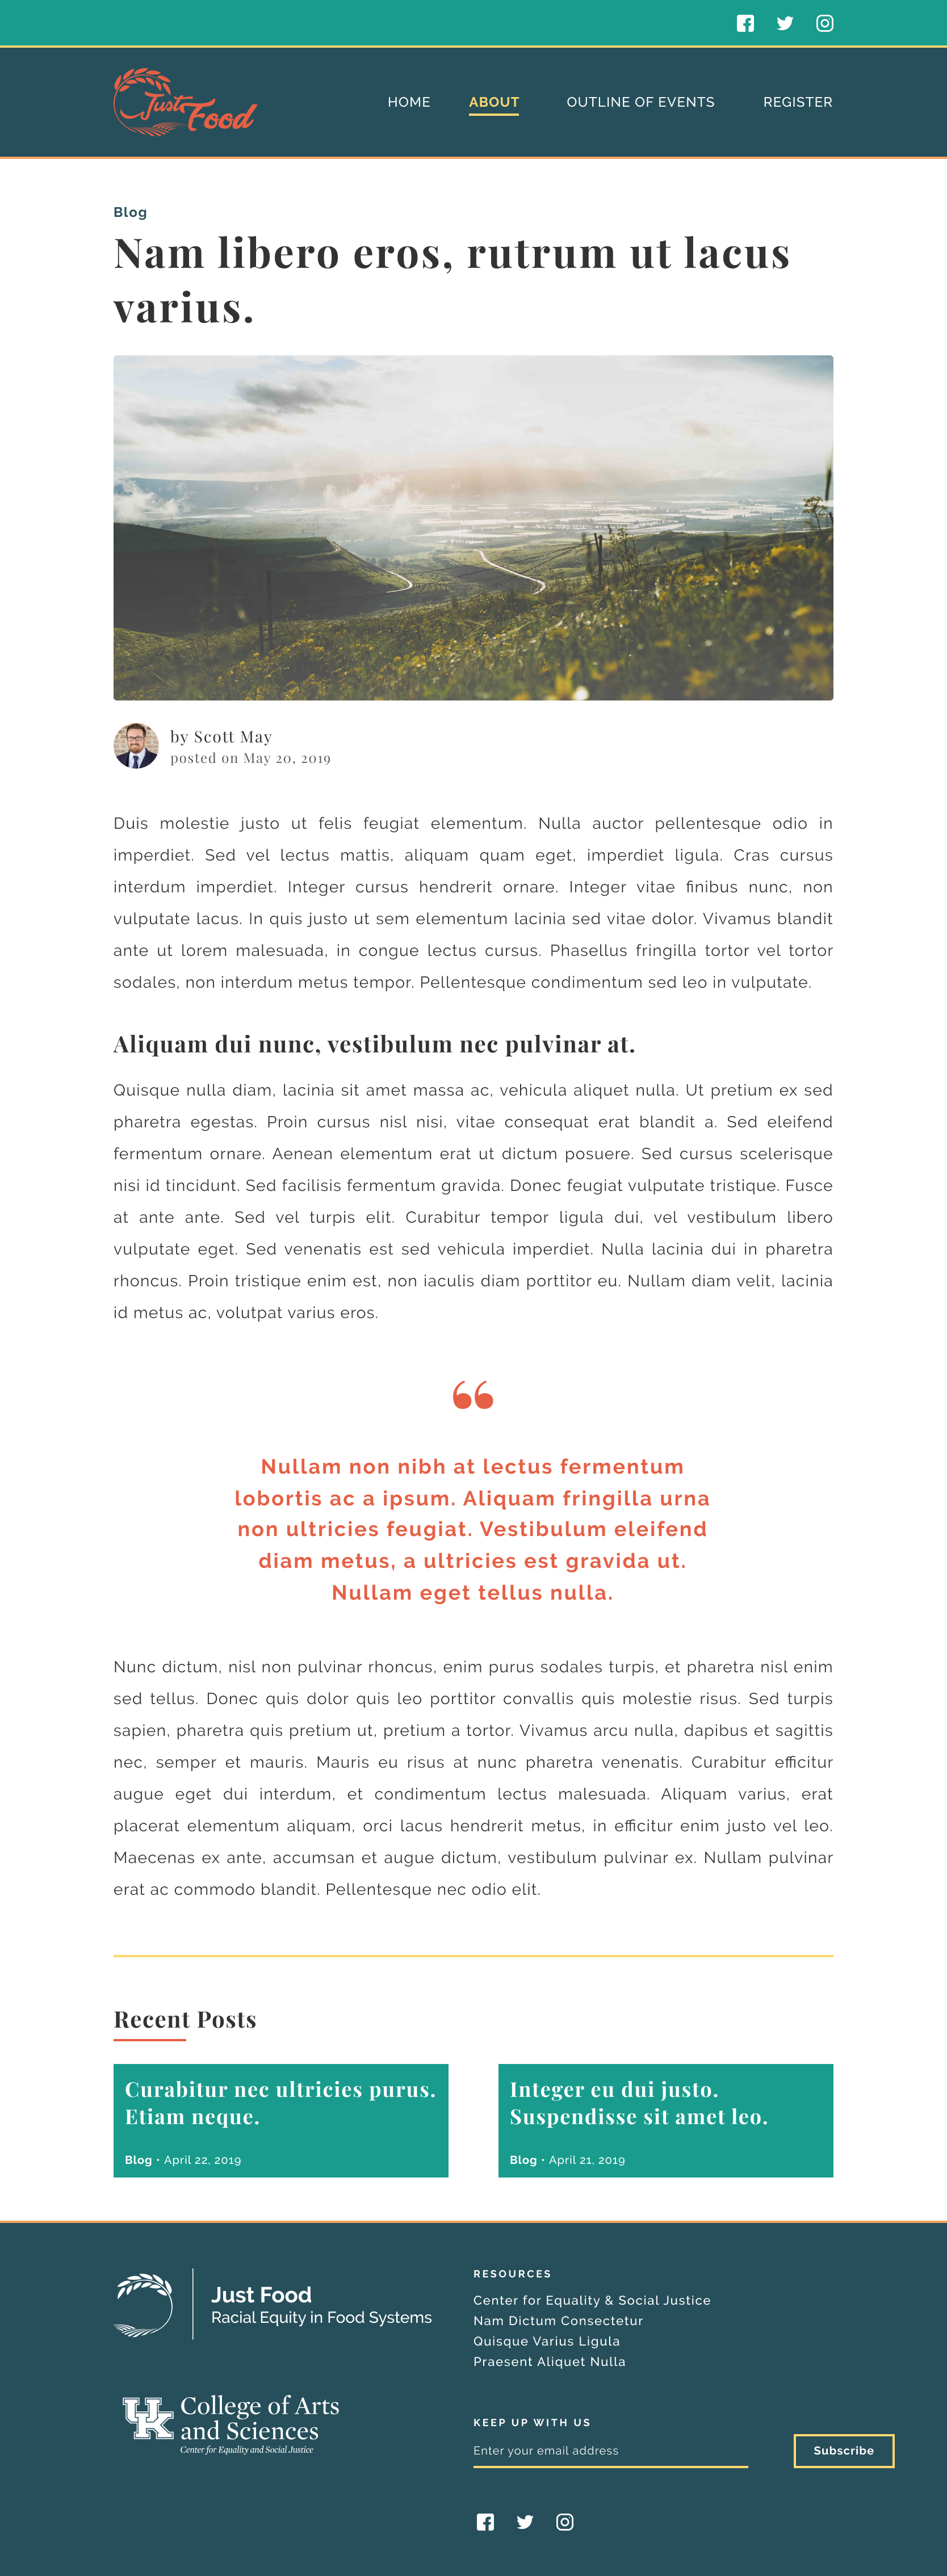 Just Food
HOME
ABOUT
OUTLINE OF EVENTS
REGISTER
Blog
Nam libero eros, rutrum ut lacus
varius.
by Scott May
posted on May 20, 2019
Duis molestie justo ut felis feugiat elementum. Nulla auctor pellentesque odio in
imperdiet. Sed vel lectus mattis, aliquam quam eget, imperdiet ligula. Cras cursus
interdum imperdiet. Integer cursus hendrerit ornare. Integer vitae finibus nunc, non
vulputate lacus. In quis justo ut sem elementum lacinia sed vitae dolor. Vivamus blandit
ante ut lorem malesuada, in congue lectus cursus. Phasellus fringilla tortor vel tortor
sodales, non interdum metus tempor. Pellentesque condimentum sed leo in vulputate.
Aliquam dui nunc, vestibulum nec pulvinar at.
Quisque nulla diam, lacinia sit amet massa ac, vehicula aliquet nulla. Ut pretium ex sed
pharetra egestas. Proin cursus nisl nisi, vitae consequat erat blandit a. Sed eleifend
fermentum ornare. Aenean elementum erat ut dictum posuere. Sed cursus scelerisque
nisi id tincidunt. Sed facilisis fermentum gravida. Donec feugiat vulputate tristique. Fusce
at ante ante. Sed vel turpis elit. Curabitur tempor ligula dui, vel vestibulum libero
vulputate eget. Sed venenatis est sed vehicula imperdiet. Nulla lacinia dui in pharetra
rhoncus. Proin tristique enim est, non iaculis diam porttitor eu. Nullam diam velit, lacinia
id metus ac, volutpat varius eros.
“
Nullam non nibh at lectus fermentum
lobortis ac a ipsum. Aliquam fringilla urna
non ultricies feugiat. Vestibulum eleifend
diam metus, a ultricies est gravida ut.
Nullam eget tellus nulla.
Nunc dictum, nisl non pulvinar rhoncus, enim purus sodales turpis, et pharetra nisl enim
sed tellus. Donec quis dolor quis leo porttitor convallis quis molestie risus. Sed turpis
sapien, pharetra quis pretium ut, pretium a tortor. Vivamus arcu nulla, dapibus et sagittis
nec, semper et mauris. Mauris eu risus at nunc pharetra venenatis. Curabitur efficitur
augue eget dui interdum, et condimentum lectus malesuada. Aliquam varius, erat
placerat elementum aliquam, orci lacus hendrerit metus, in efficitur enim justo vel leo.
Maecenas ex ante, accumsan et augue dictum, vestibulum pulvinar ex. Nullam pulvinar
erat ac commodo blandit. Pellentesque nec odio elit.
Recent Posts
Curabitur nec ultricies purus.
Etiam neque.
Blog • April 22, 2019
Integer eu dui justo.
Suspendisse sit amet leo.
Blog • April 21, 2019
Just Food
Racial Equity in Food Systems
UK
College of Arts
and Sciences
Center for Equality and Social Justice
RESOURCES
Center for Equality & Social Justice
Nam Dictum Consectetur
Quisque Varius Ligula
Praesent Aliquet Nulla
KEEP UP WITH US
Enter your email address
Subscribe